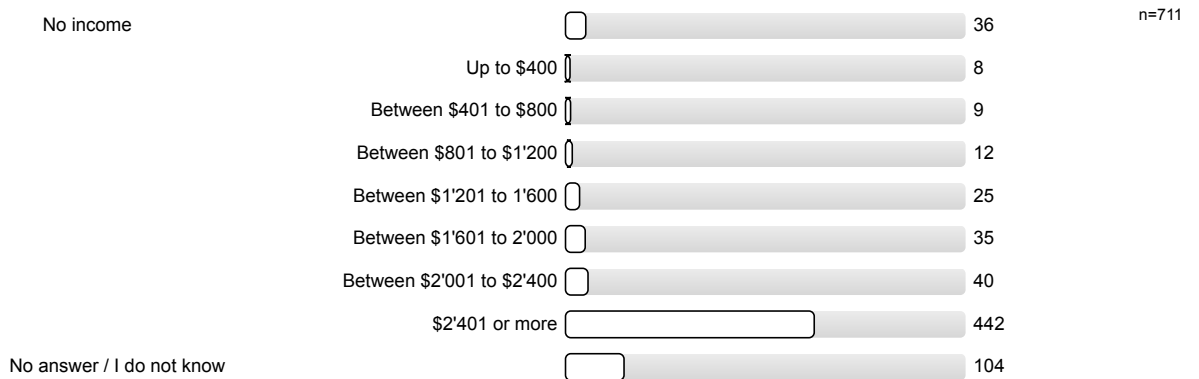 No income 36 n=711
Up to $400 8
Between $401 to $800 9
Between $801 to $1'200 12
Between $1'201 to 1'600 25
Between $1'601 to 2'000 35
Between $2'001 to $2'400 40
$2'401 or more 442
No answer / I do not know 104